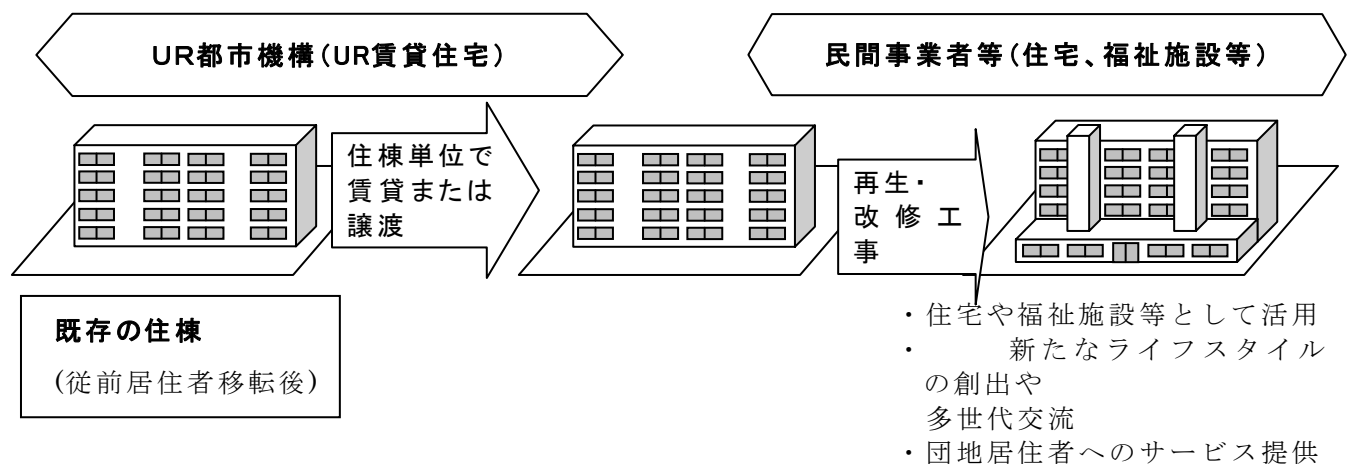 UR都市機構(UR賃貸住宅)
民間事業者等(住宅、福祉施設等)
住棟単位で
賃貸または
譲渡
再生・
改修工
事
既存の住棟
(従前居住者移転後)
・住宅や福祉施設等として活用
・ 新たなライフスタイル
の創出や
多世代交流
・団地居住者へのサービス提供